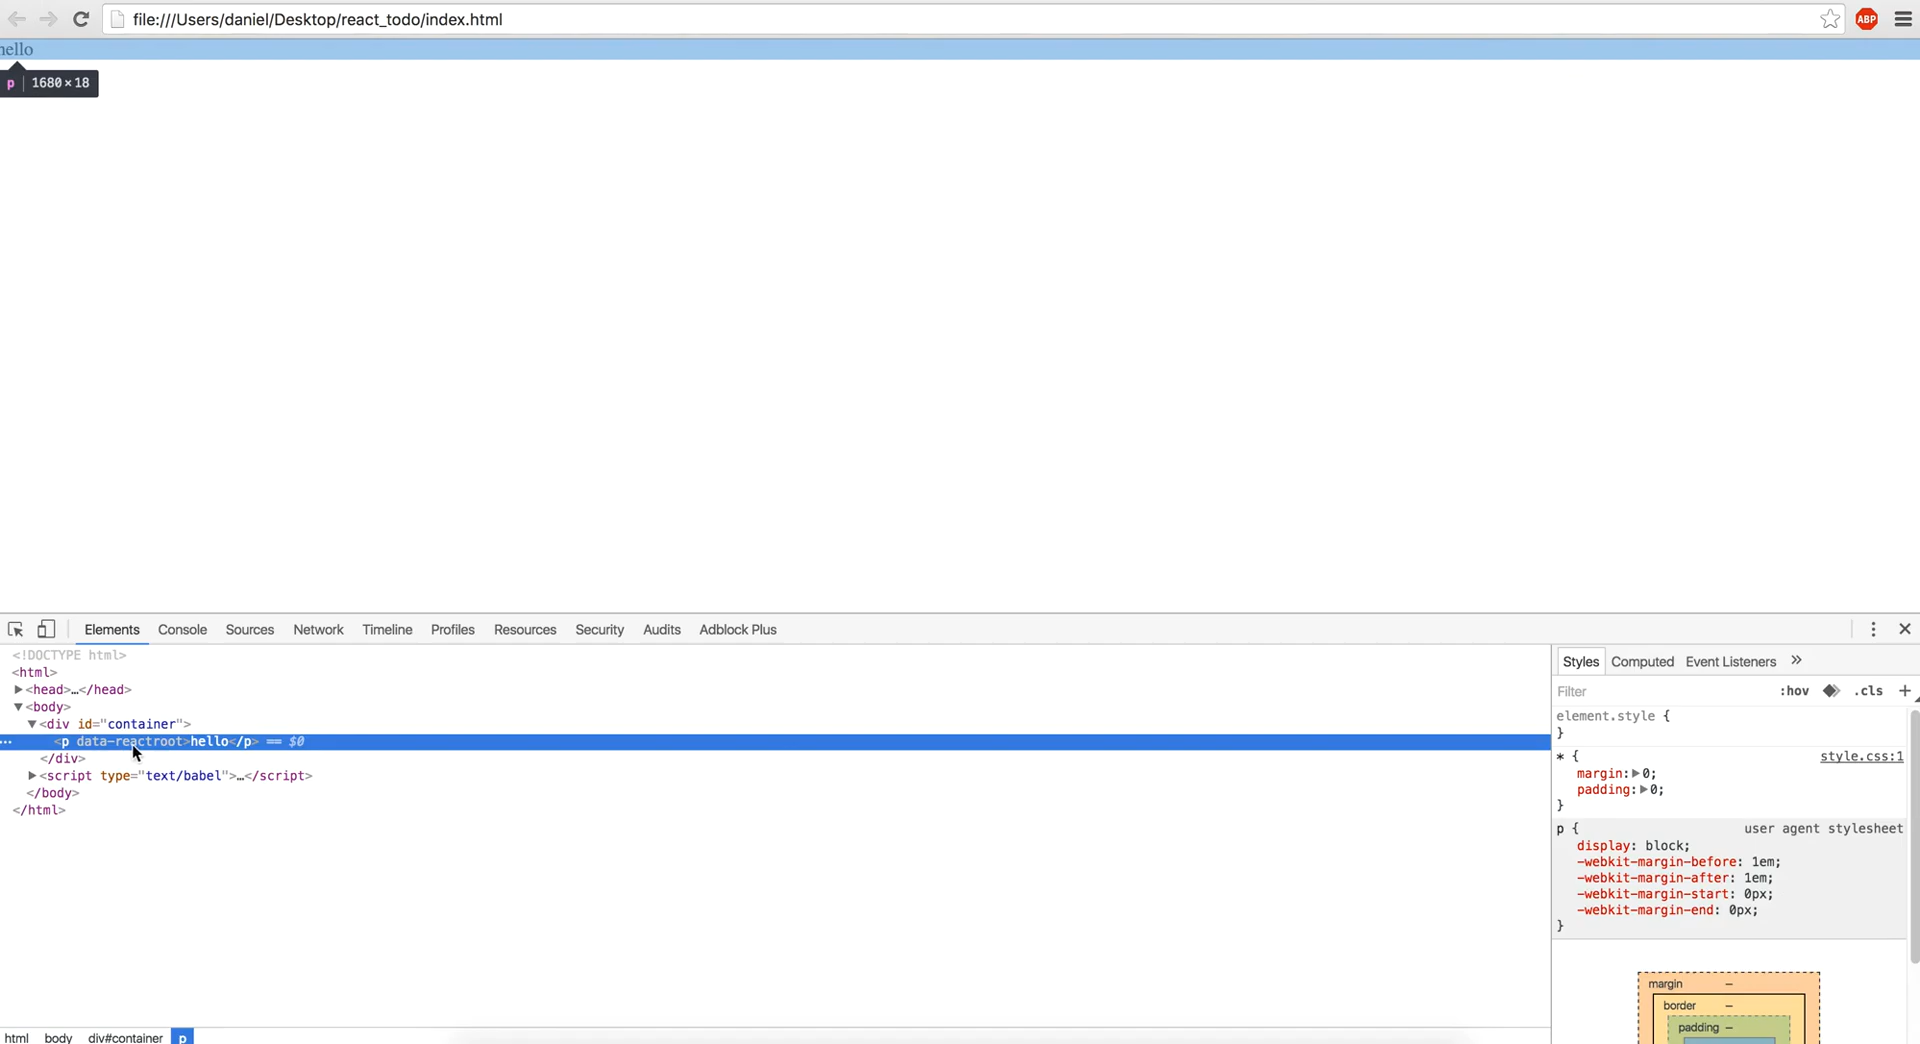 file:///Users/daniel/Desktop/react_todo/index.html
ABP
hello
p 1680×18
Elements Console Sources Network Timeline Profiles Resources Security Audits Adblock Plus
<!DOCTYPE html>
<html>
<head>…</head>
<body>
<div id="container">
<p data-reactroot>hello</p> == $0
</div>
<script type="text/babel">…</script>
</body>
</html>
html body div#container p
Styles Computed Event Listeners »
Filter :hov .cls +
element.style {
}
* { style.css:1
margin: 0;
padding: 0;
}
p { user agent stylesheet
display: block;
-webkit-margin-before: 1em;
-webkit-margin-after: 1em;
-webkit-margin-start: 0px;
-webkit-margin-end: 0px;
}
margin –
border –
padding –